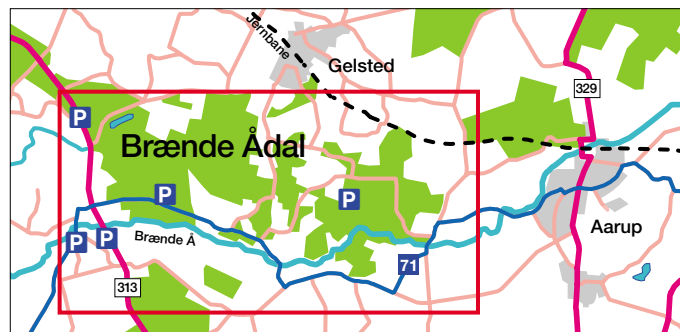 Jernbane
Gelsted
329
P
Brænde Ådal
P
P
P
P
Brænde Å
Aarup
71
313